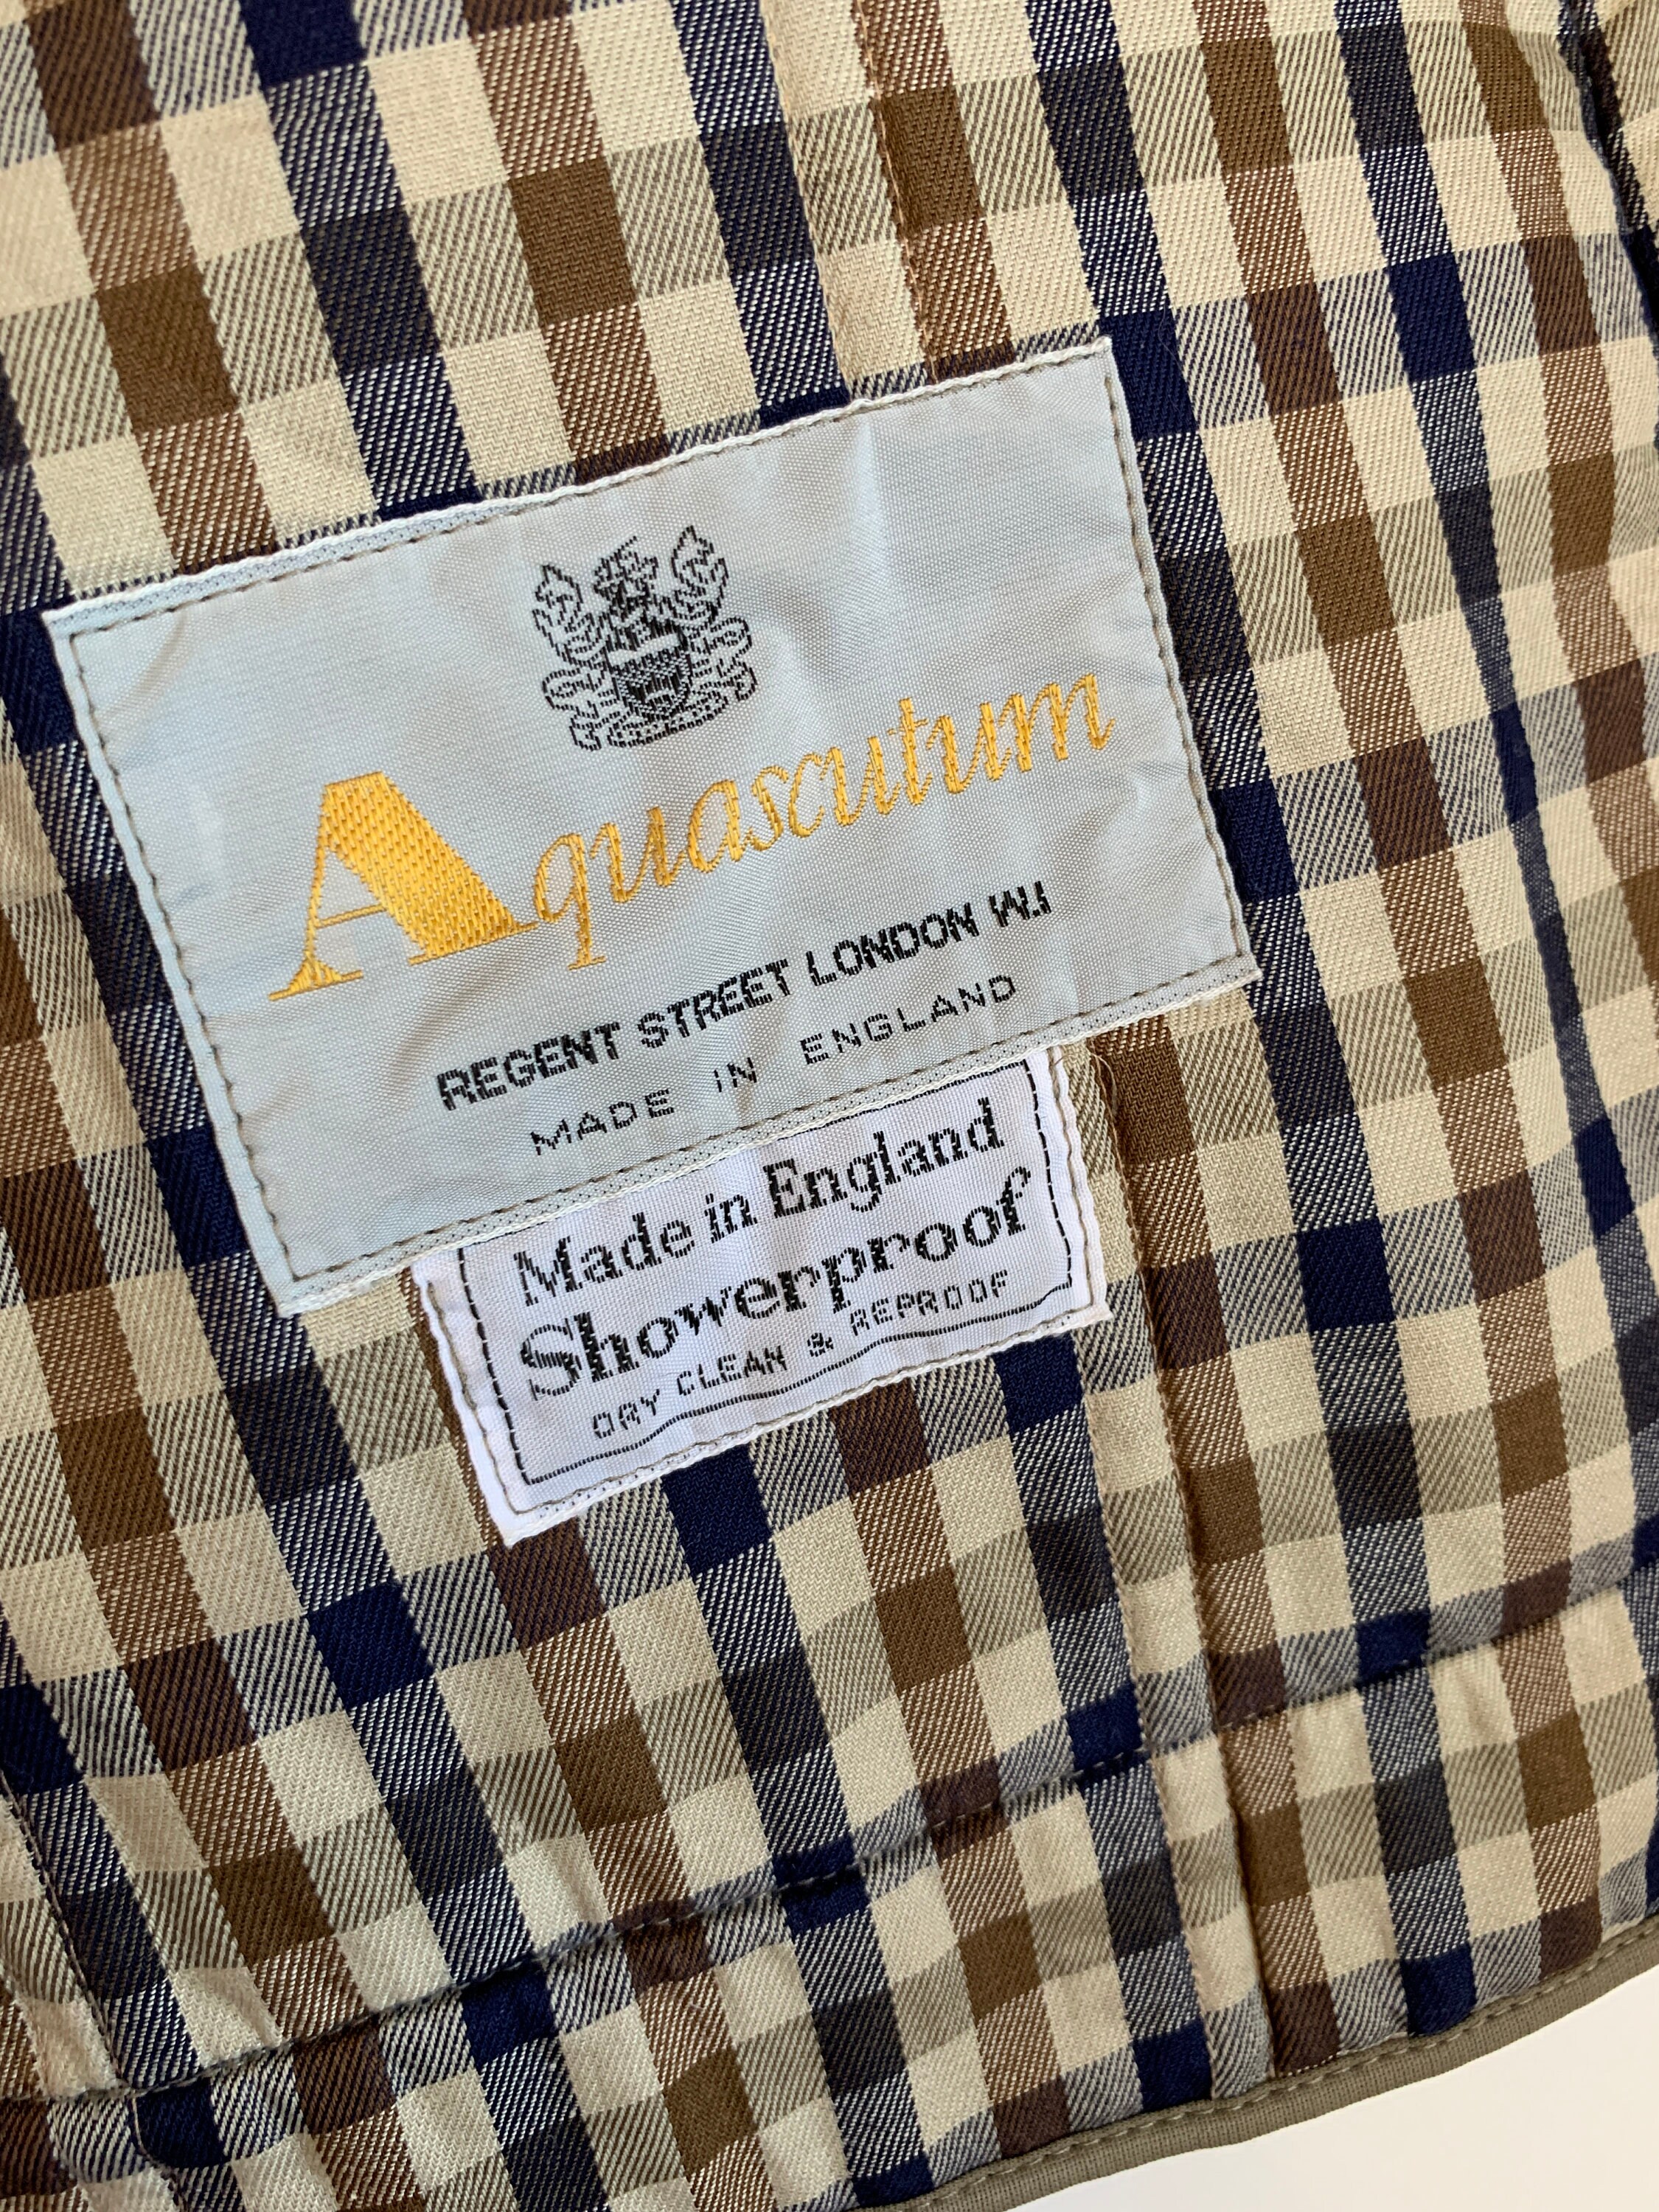 Aquascutum
REGENT STREET LONDON W.1
MADE IN ENGLAND
Made in England
Showerproof
DRY CLEAN & REPROOF